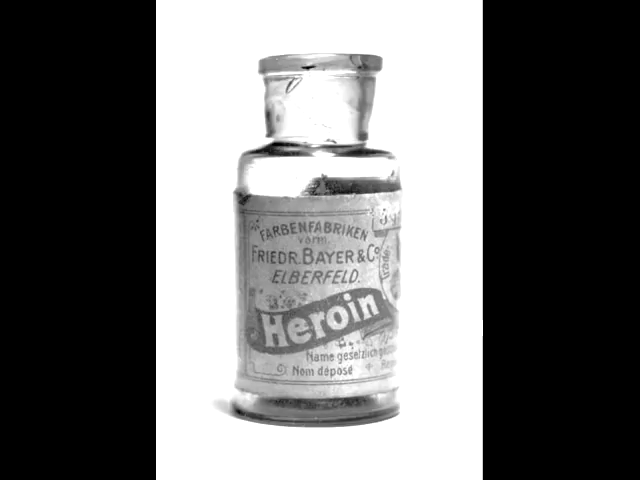 FARBENFABRIKEN
vorm.
FRIEDR. BAYER & Co
ELBERFELD.
Heroin
Name gesetzlich
Nom déposé